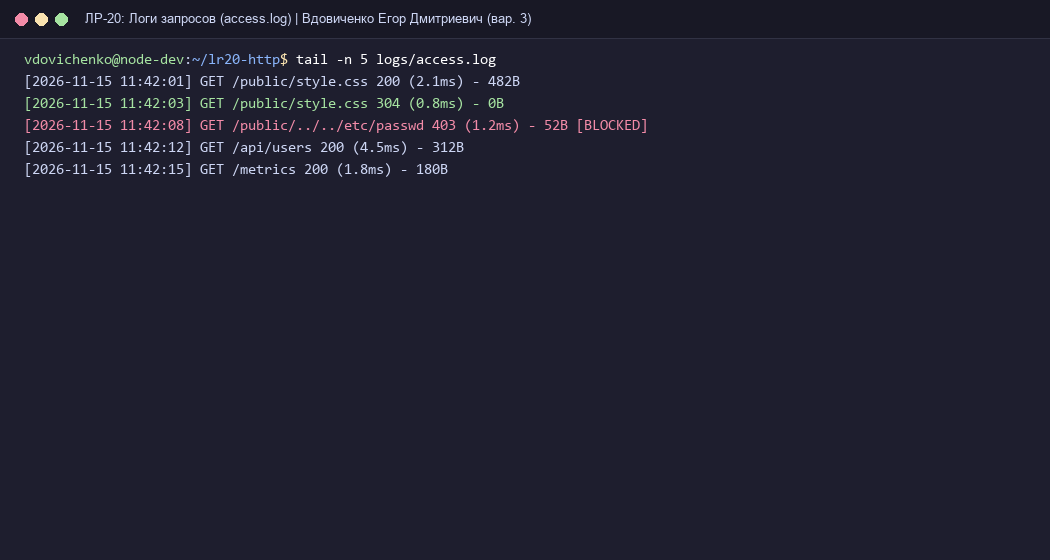 ЛР-20: Логи запросов (access.log) | Вдовиченко Егор Дмитриевич (вар. 3)
vdovichenko@node-dev:~/lr20-http$ tail -n 5 logs/access.log
[2026-11-15 11:42:01] GET /public/style.css 200 (2.1ms) - 482B
[2026-11-15 11:42:03] GET /public/style.css 304 (0.8ms) - 0B
[2026-11-15 11:42:08] GET /public/../../etc/passwd 403 (1.2ms) - 52B [BLOCKED]
[2026-11-15 11:42:12] GET /api/users 200 (4.5ms) - 312B
[2026-11-15 11:42:15] GET /metrics 200 (1.8ms) - 180B